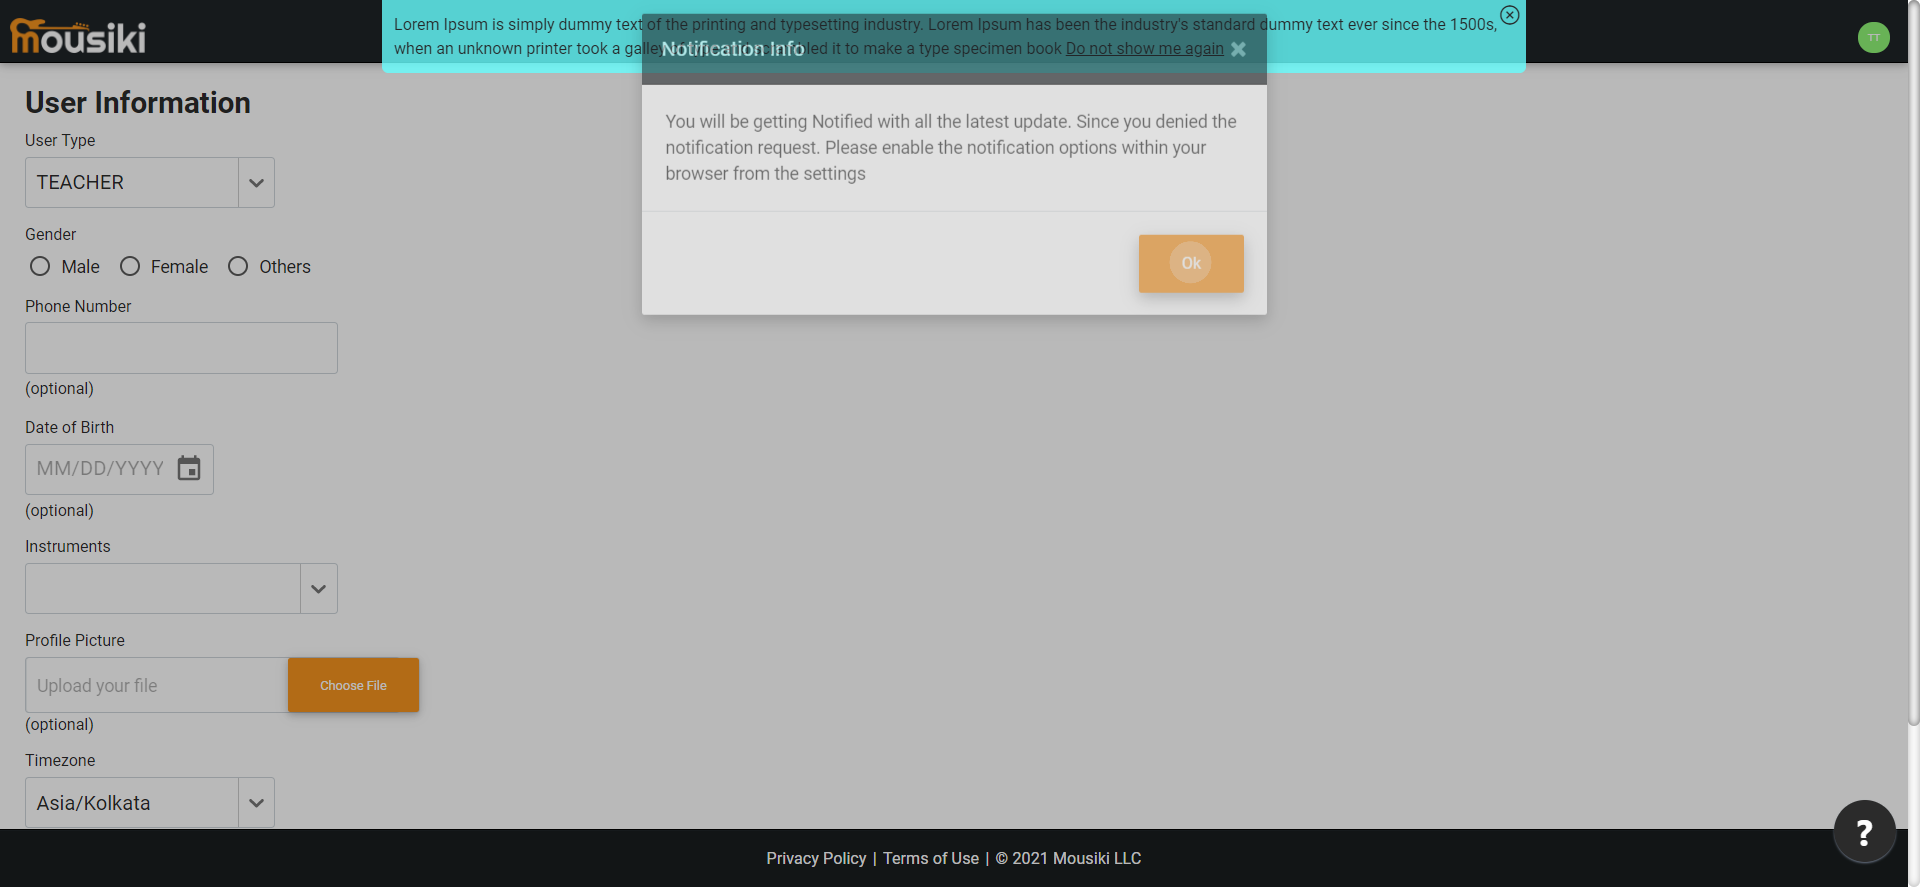 mousiki
Lorem Ipsum is simply dummy text of the printing and typesetting industry. Lorem Ipsum has been the industry's standard dummy text ever since the 1500s,
when an unknown printer took a galley led it to make a type specimen book Do not show me again
TT
Notification Info
You will be getting Notified with all the latest update. Since you denied the
notification request. Please enable the notification options within your
browser from the settings
Ok
User Information
User Type
TEACHER
Gender
Male Female Others
Phone Number
(optional)
Date of Birth
MM/DD/YYYY
(optional)
Instruments
Profile Picture
Upload your file Choose File
(optional)
Timezone
Asia/Kolkata
?
Privacy Policy | Terms of Use | © 2021 Mousiki LLC